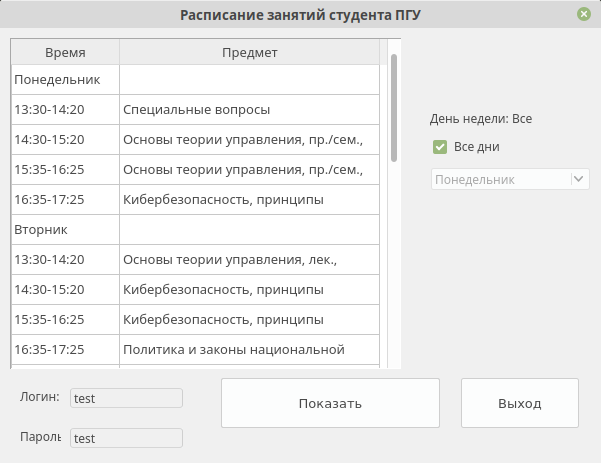 Расписание занятий студента ПГУ
Время Предмет
Понедельник
13:30-14:20 Специальные вопросы
14:30-15:20 Основы теории управления, пр./сем.,
15:35-16:25 Основы теории управления, пр./сем.,
16:35-17:25 Кибербезопасность, принципы
Вторник
13:30-14:20 Основы теории управления, лек.,
14:30-15:20 Кибербезопасность, принципы
15:35-16:25 Кибербезопасность, принципы
16:35-17:25 Политика и законы национальной
День недели: Все
Все дни
Понедельник
Логин: test
Пароль test
Показать
Выход